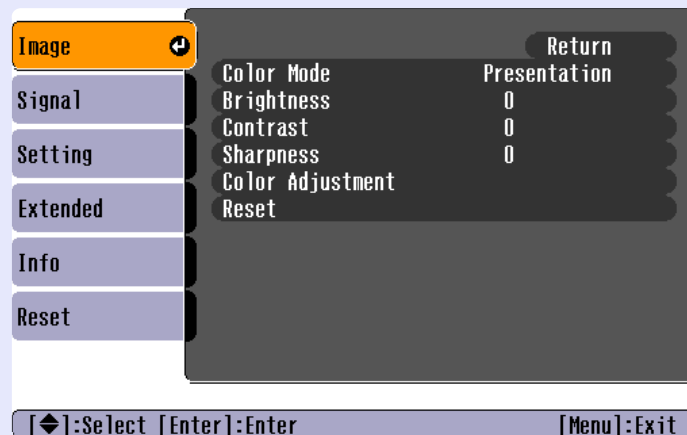 Image
Signal
Setting
Extended
Info
Reset
Return
Color Mode Presentation
Brightness 0
Contrast 0
Sharpness 0
Color Adjustment
Reset
[◆]:Select [Enter]:Enter [Menu]:Exit